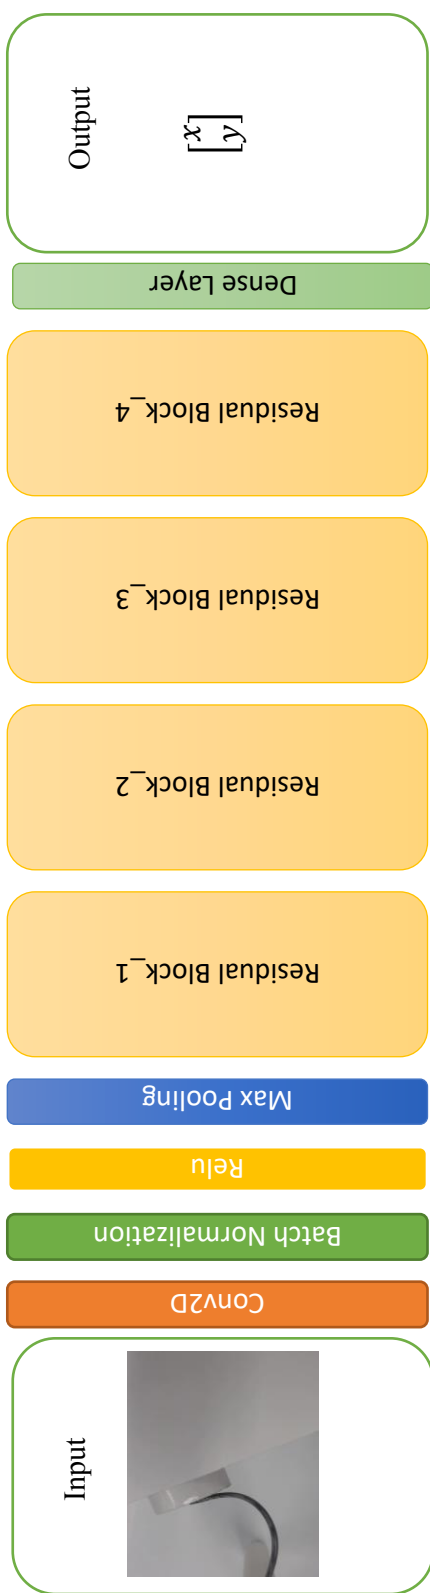 Output
[x
y]
Dense Layer
Residual Block_4
Residual Block_3
Residual Block_2
Residual Block_1
Max Pooling
Relu
Batch Normalization
Conv2D
Input